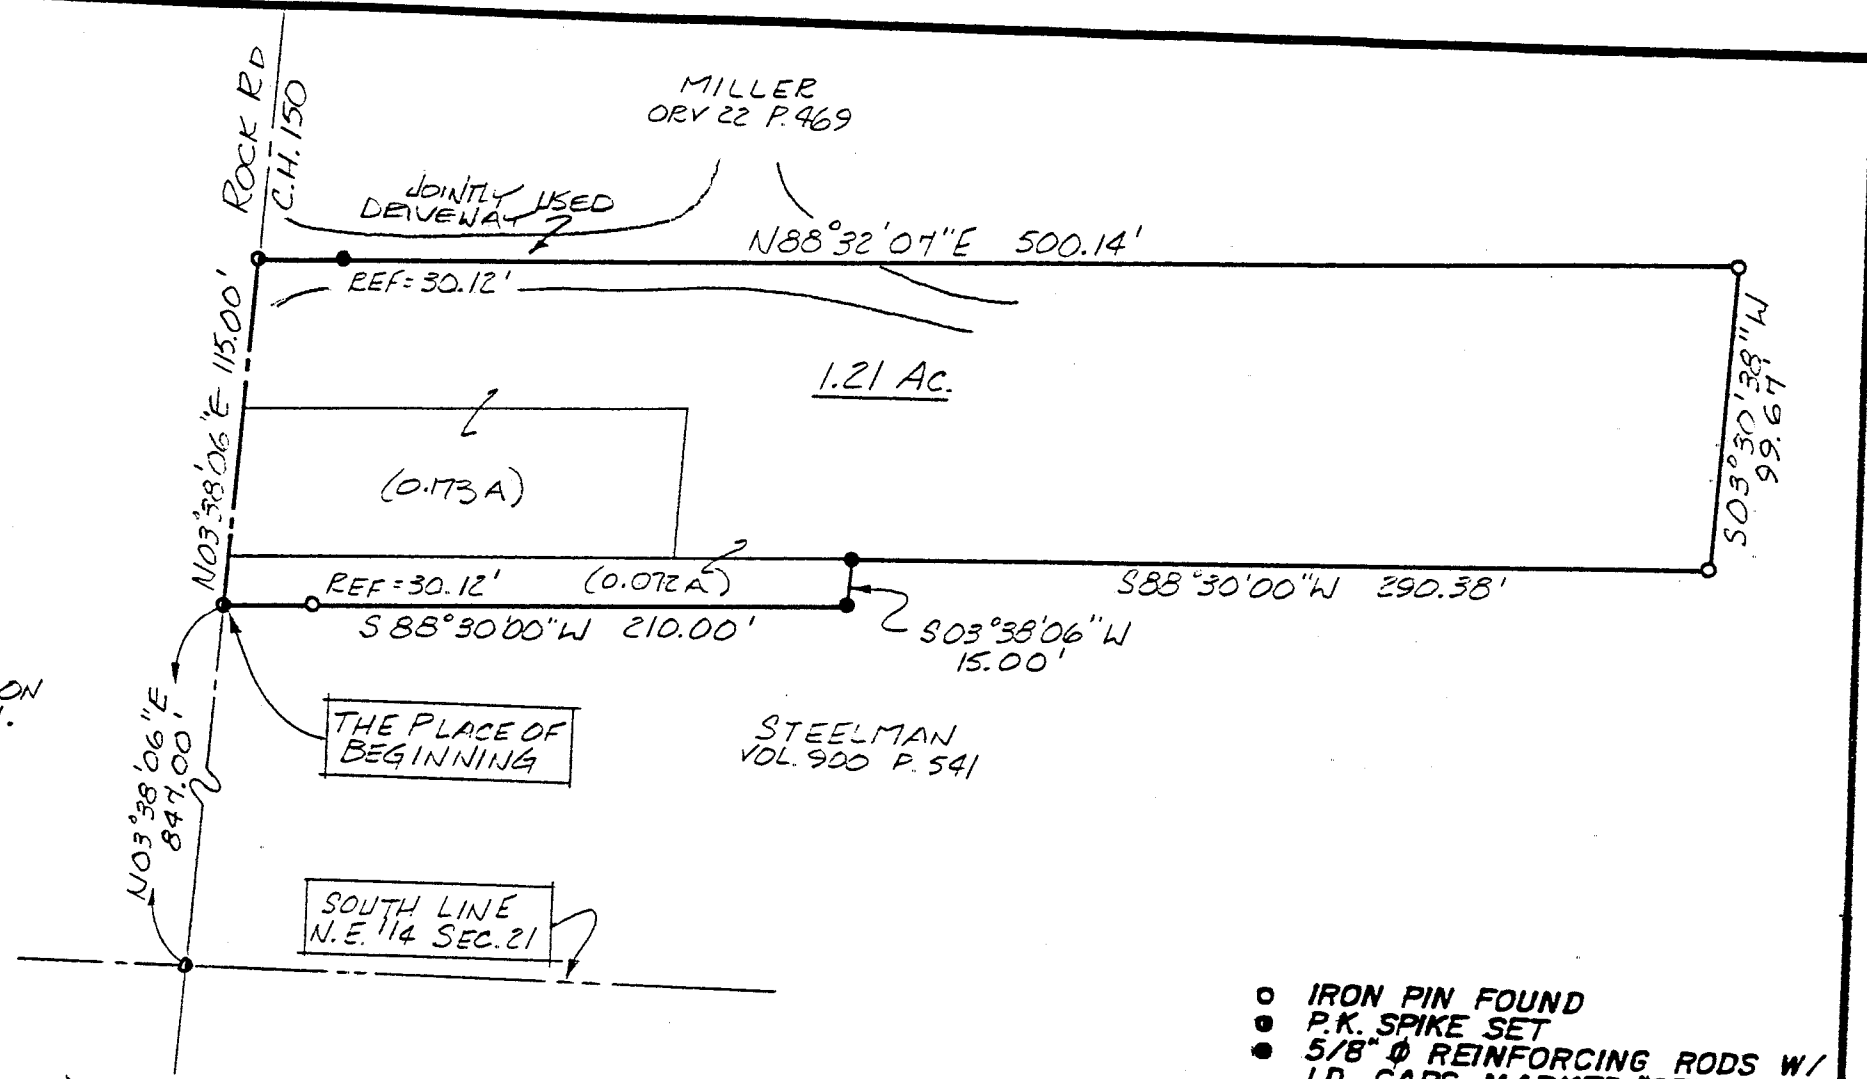 ROCK RD
C.H. 150
MILLER
ORV 22 P. 469
JOINTLY USED
DRIVEWAY
N88°32'07"E 500.14'
REF=30.12'
N03°38'06"E 115.00'
1.21 AC.
S03°30'38"W
99.67'
(0.173 A)
REF=30.12' (0.072 A)
S88°30'00"W 290.38'
S88°30'00"W 210.00'
S03°38'06"W
15.00'
ON
THE PLACE OF
BEGINNING
STEELMAN
VOL. 900 P. 541
N03°38'06"E
847.00'
SOUTH LINE
N.E. 1/4 SEC. 21
IRON PIN FOUND
P.K. SPIKE SET
5/8" Ø REINFORCING RODS W/
I.D. CAPS MARKED